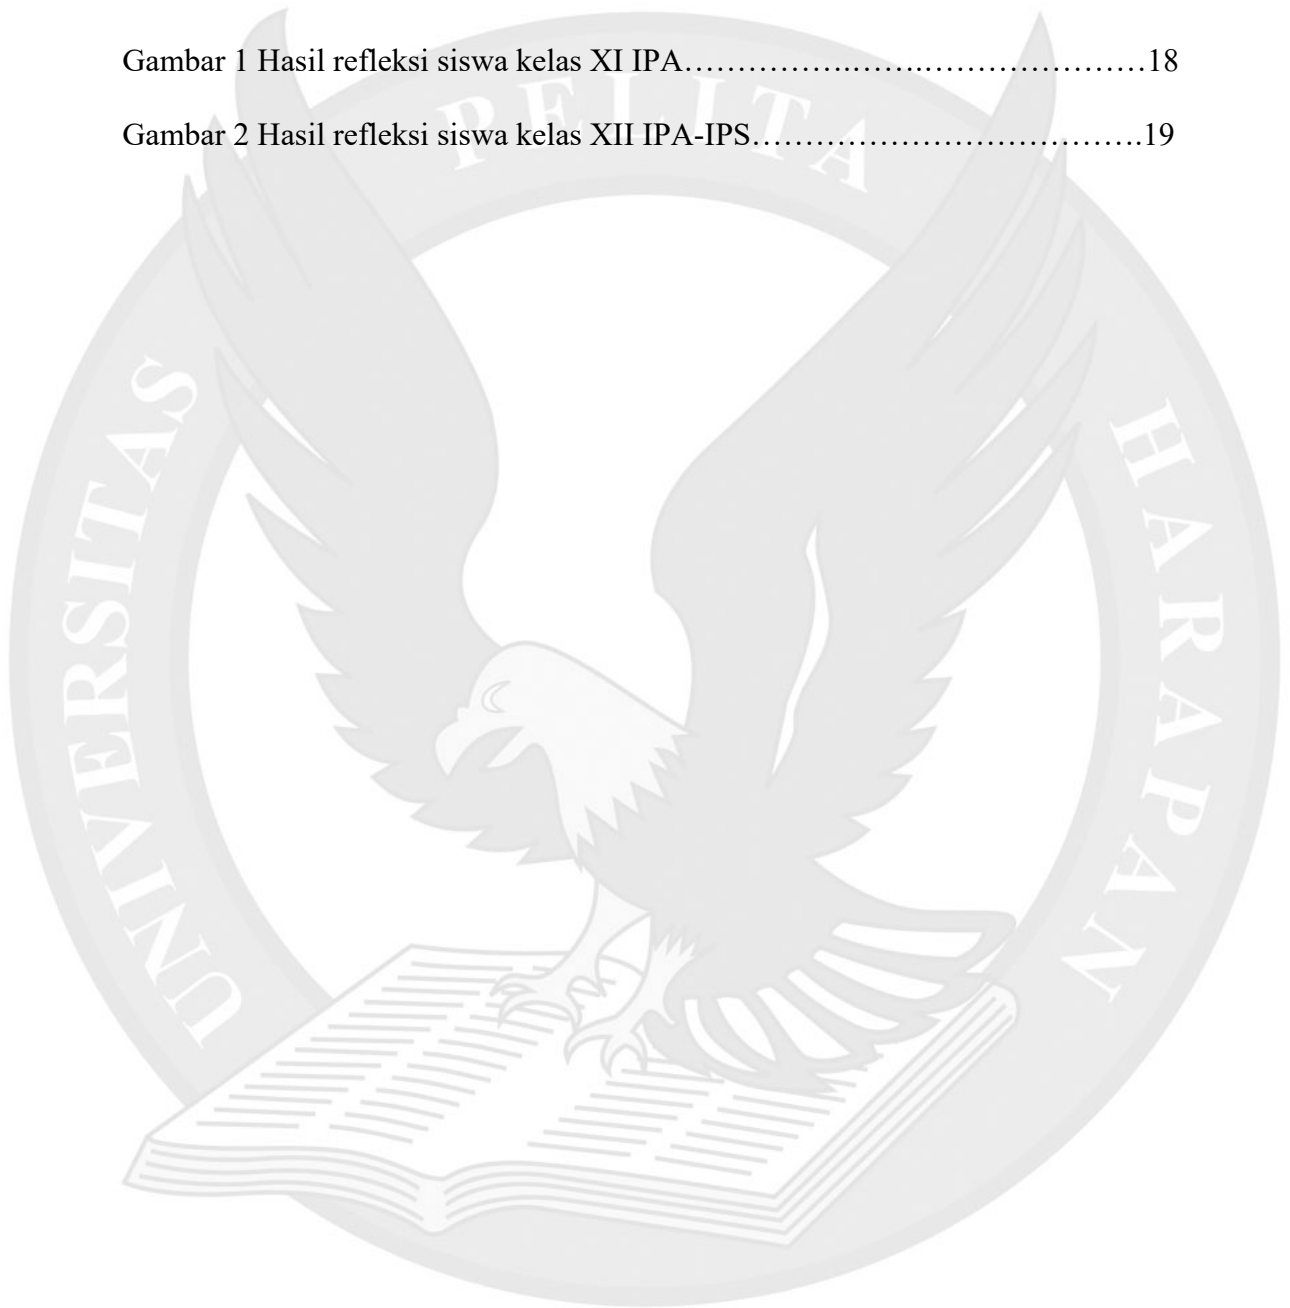 Gambar 1 Hasil refleksi siswa kelas XI IPA……………..…….…………………18
Gambar 2 Hasil refleksi siswa kelas XII IPA-IPS……………………………….19
UNIVERSITAS PELITA HARAPAN